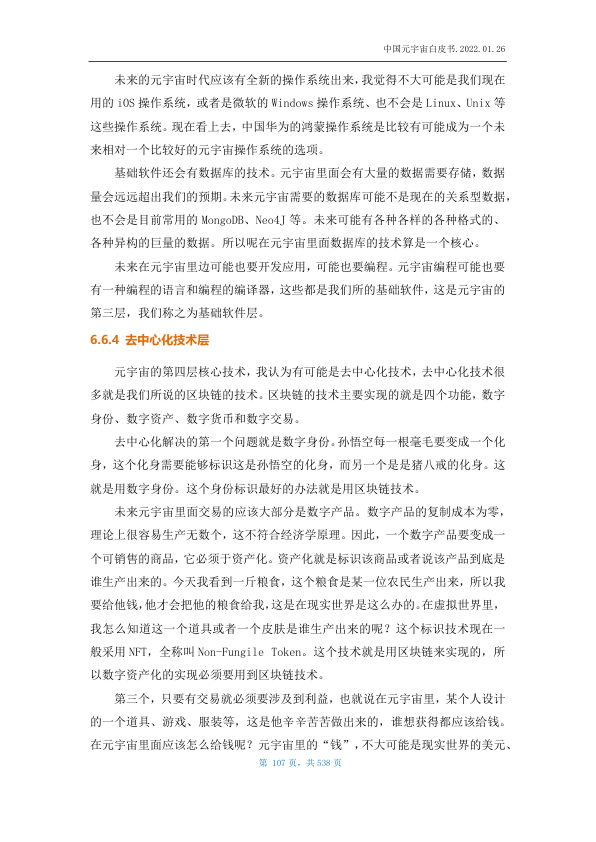 中国元宇宙白皮书.2022.01.26
未来的元宇宙时代应该有全新的操作系统出来，我觉得不大可能是我们现在
用的 iOS 操作系统，或者是微软的 Windows 操作系统、也不会是 Linux、Unix 等
这些操作系统。现在看上去，中国华为的鸿蒙操作系统是比较有可能成为一个未
来相对一个比较好的元宇宙操作系统的选项。
基础软件还会有数据库的技术。元宇宙里面会有大量的数据需要存储，数据
量会远远超出我们的预期。未来元宇宙需要的数据库可能不是现在的关系型数据，
也不会是目前常用的 MongoDB、Neo4J 等。未来可能有各种各样的各种格式的、
各种异构的巨量的数据。所以呢在元宇宙里面数据库的技术算是一个核心。
未来在元宇宙里边可能也要开发应用，可能也要编程。元宇宙编程可能也要
有一种编程的语言和编程的编译器，这些都是我们所的基础软件，这是元宇宙的
第三层，我们称之为基础软件层。
6.6.4 去中心化技术层
元宇宙的第四层核心技术，我认为有可能是去中心化技术，去中心化技术很
多就是我们所说的区块链的技术。区块链的技术主要实现的就是四个功能，数字
身份、数字资产、数字货币和数字交易。
去中心化解决的第一个问题就是数字身份。孙悟空每一根毫毛要变成一个化
身，这个化身需要能够标识这是孙悟空的化身，而另一个是是猪八戒的化身。这
就是用数字身份。这个身份标识最好的办法就是用区块链技术。
未来元宇宙里面交易的应该大部分是数字产品。数字产品的复制成本为零，
理论上很容易生产无数个，这不符合经济学原理。因此，一个数字产品要变成一
个可销售的商品，它必须于资产化。资产化就是标识该商品或者说该产品到底是
谁生产出来的。今天我看到一斤粮食，这个粮食是某一位农民生产出来，所以我
要给他钱，他才会把他的粮食给我，这是在现实世界是这么办的。在虚拟世界里，
我怎么知道这一个道具或者一个皮肤是谁生产出来的呢？这个标识技术现在一
般采用 NFT，全称叫 Non-Fungile Token。这个技术就是用区块链来实现的，所
以数字资产化的实现必须要用到区块链技术。
第三个，只要有交易就必须要涉及到利益，也就说在元宇宙里，某个人设计
的一个道具、游戏、服装等，这是他辛辛苦苦做出来的，谁想获得都应该给钱。
在元宇宙里面应该怎么给钱呢？元宇宙里的“钱”，不大可能是现实世界的美元、
第 107 页，共 538 页